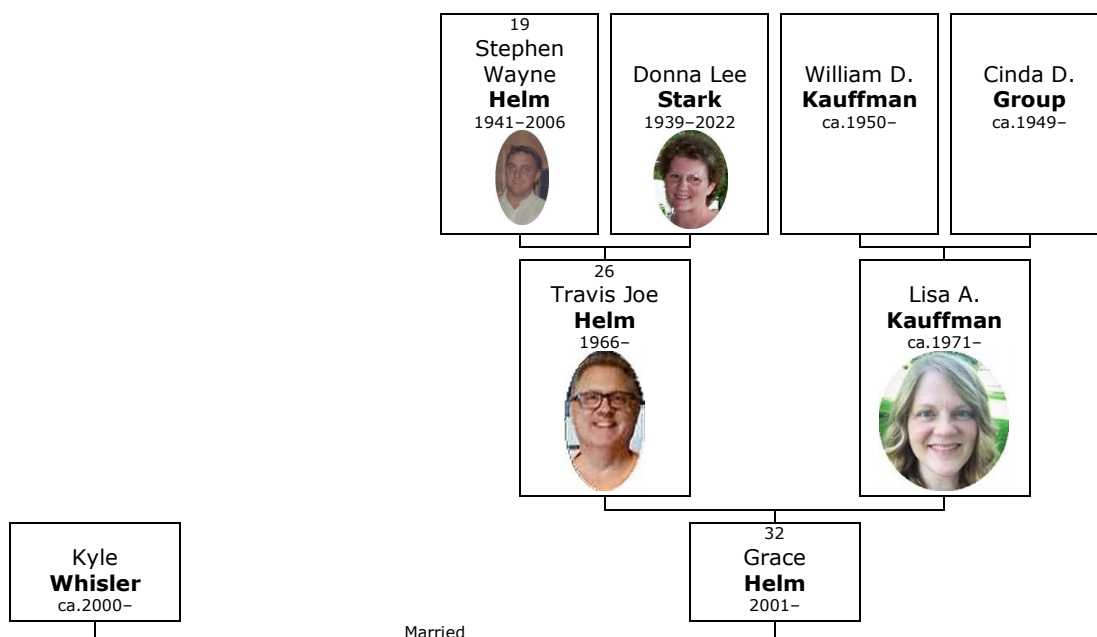 19
Stephen
Wayne
Helm
1941–2006
Donna Lee
Stark
1939–2022
William D.
Kauffman
ca.1950–
Cinda D.
Group
ca.1949–
26
Travis Joe
Helm
1966–
Lisa A.
Kauffman
ca.1971–
Kyle
Whisler
ca.2000–
32
Grace
Helm
2001–
Married